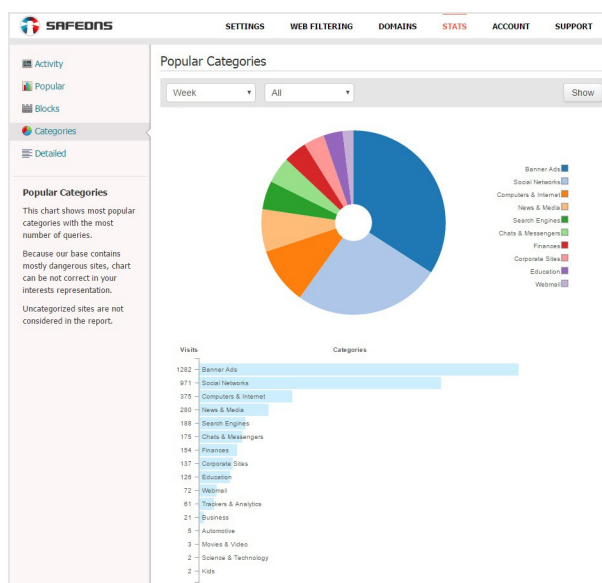 SAFEDNS
SETTINGS WEB FILTERING DOMAINS STATS ACCOUNT SUPPORT
Activity
Popular
Blocks
Categories
Detailed
Popular Categories
This chart shows most popular
categories with the most
number of queries.
Because our base contains
mostly dangerous sites, chart
can be not correct in your
interests representation.
Uncategorized sites are not
considered in the report.
Popular Categories
Week All Show
Banner Ads
Social Networks
Computers & Internet
News & Media
Search Engines
Chats & Messengers
Finances
Corporate Sites
Education
Webmail
Visits Categories
1282 Banner Ads
971 Social Networks
375 Computers & Internet
280 News & Media
188 Search Engines
175 Chats & Messengers
154 Finances
137 Corporate Sites
126 Education
72 Webmail
61 Trackers & Analytics
21 Business
5 Automotive
3 Movies & Video
2 Science & Technology
2 Kids